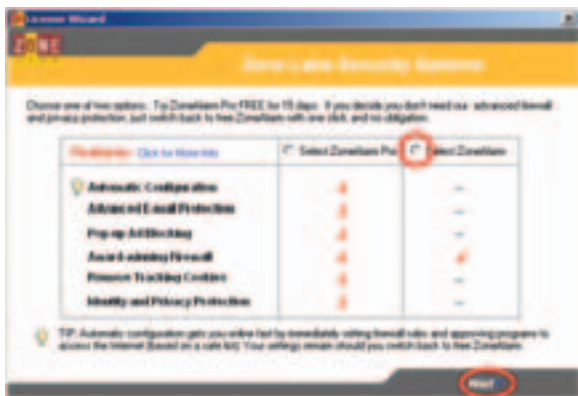 License Wizard
ZONE
Zone Labs Security Options
Choose one of two options: Try ZoneAlarm Pro FREE for 15 days. If you decide you don't need our advanced firewall
and privacy protection, just switch back to free ZoneAlarm with one click and no obligation.
Features Click for More Info
Select ZoneAlarm Pro
Select ZoneAlarm
Automatic Configuration
Advanced Email Protection
Pop-up Ad Blocking
Award-winning Firewall
Remove Tracking Cookies
Identity and Privacy Protection
TIP: Automatic configuration gets you online fast by immediately setting firewall rules and approving programs to
access the Internet (based on a safe list). Your settings remain should you switch back to free ZoneAlarm.
Next